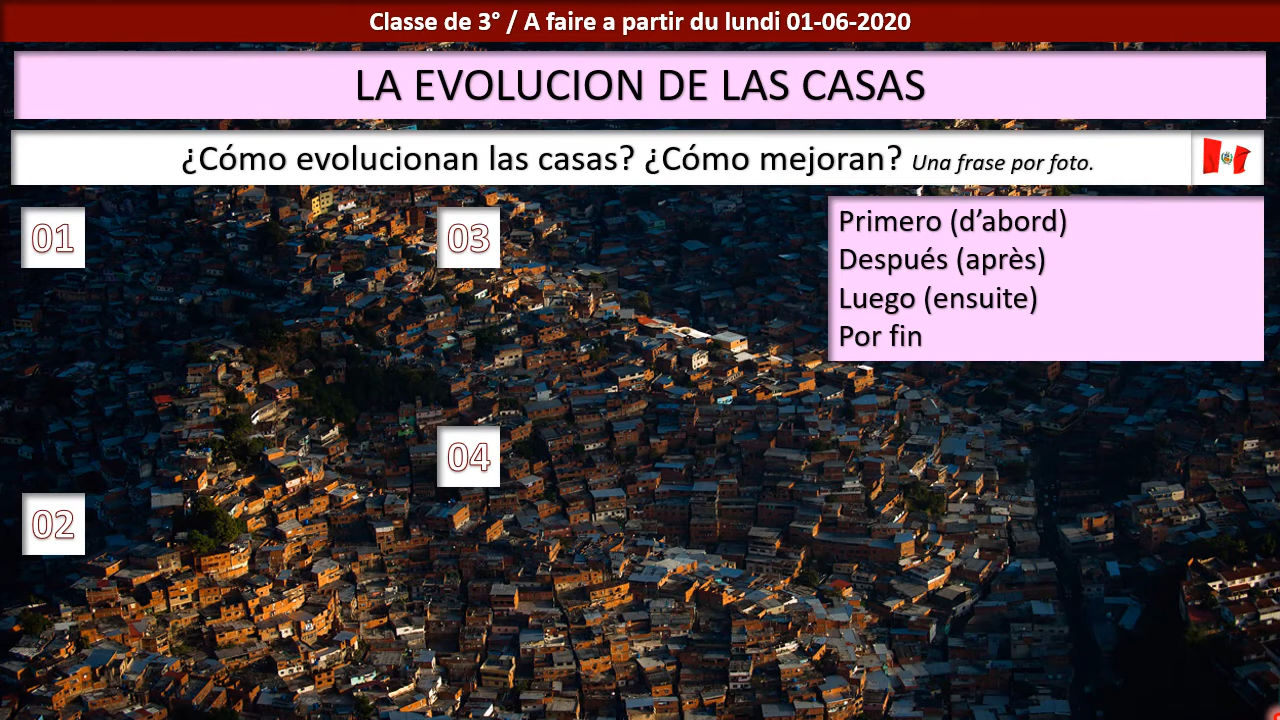 Classe de 3° / A faire a partir du lundi 01-06-2020
LA EVOLUCION DE LAS CASAS
¿Cómo evolucionan las casas? ¿Cómo mejoran? Una frase por foto.
01
03
Primero (d’abord)
Después (après)
Luego (ensuite)
Por fin
04
02